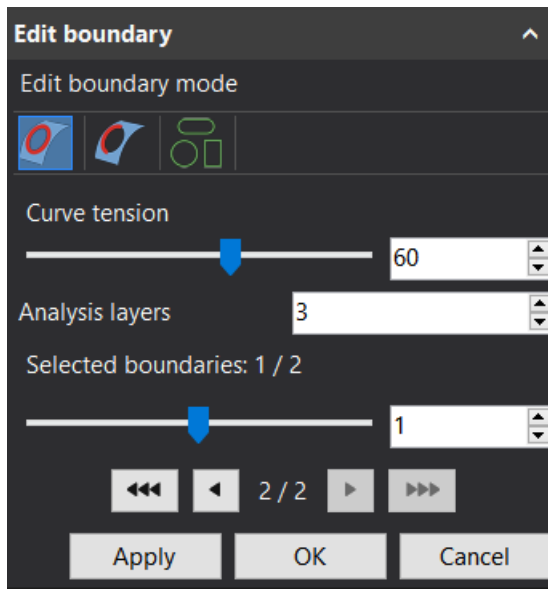 Edit boundary
Edit boundary mode
Curve tension
60
Analysis layers 3
Selected boundaries: 1 / 2
1
2 / 2
Apply OK Cancel